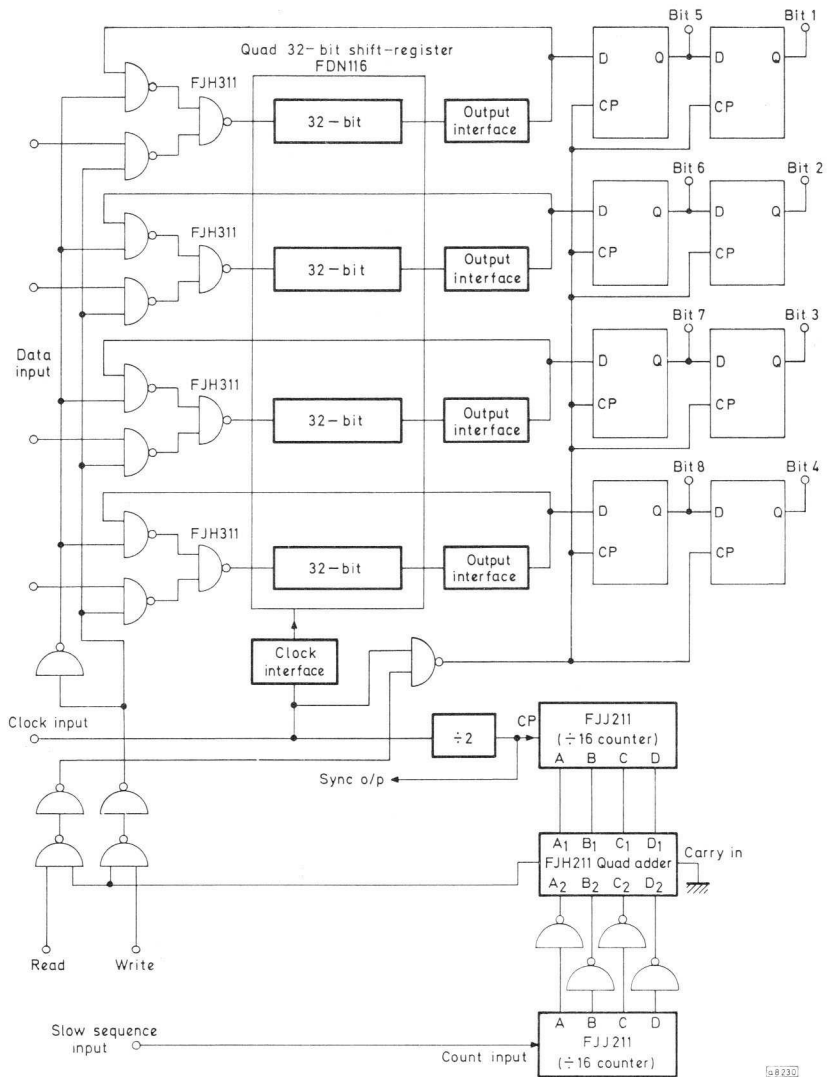 Bit 5
Bit 1
Quad 32-bit shift-register
FDN116
FJH311
D
Q
D
Q
32-bit
Output
interface
CP
CP
Bit 6
Bit 2
FJH311
D
Q
D
Q
32-bit
Output
interface
CP
CP
Bit 7
Bit 3
Data
input
FJH311
D
Q
D
Q
32-bit
Output
interface
CP
CP
Bit 8
Bit 4
FJH311
D
Q
D
Q
32-bit
Output
interface
CP
CP
Clock
interface
Clock input
÷2
CP
FJJ211
(÷16 counter)
A B C D
Sync o/p
A1 B1 C1 D1
FJH211 Quad adder
A2 B2 C2 D2
Carry in
Read
Write
A B C D
FJJ211
(÷16 counter)
Slow sequence
input
Count input